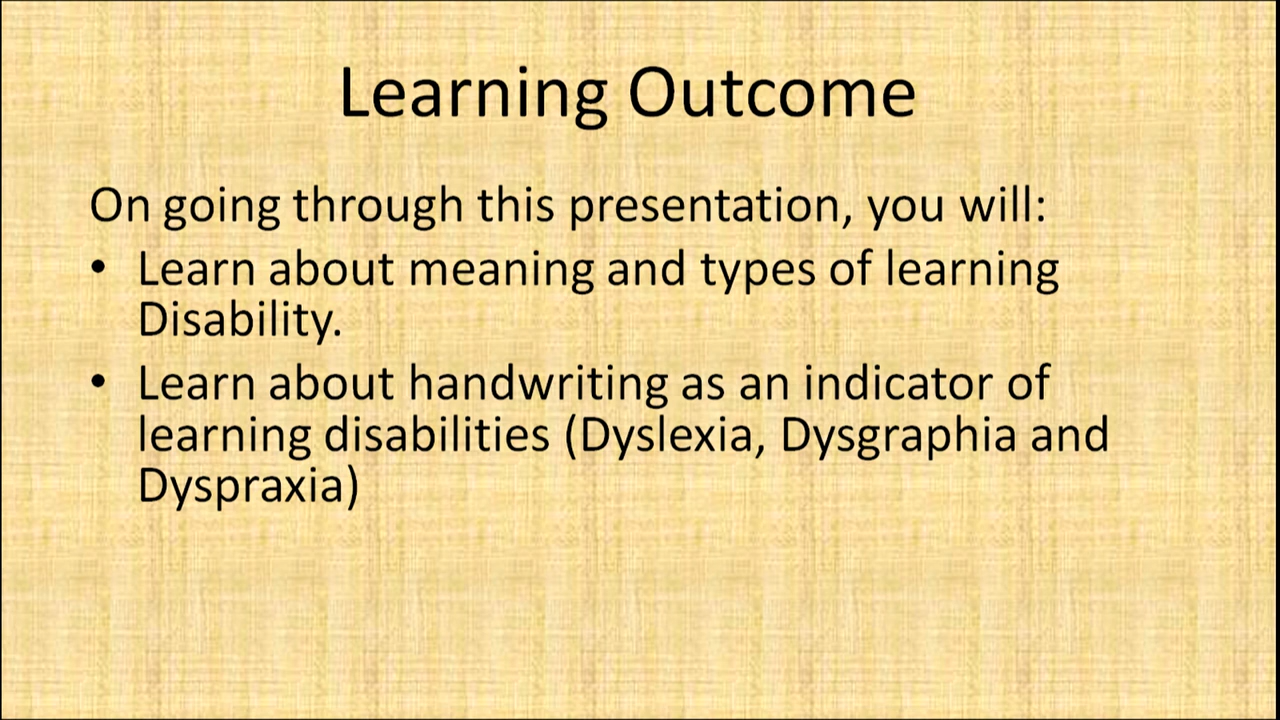 Learning Outcome
On going through this presentation, you will:
• Learn about meaning and types of learning
Disability.
• Learn about handwriting as an indicator of
learning disabilities (Dyslexia, Dysgraphia and
Dyspraxia)